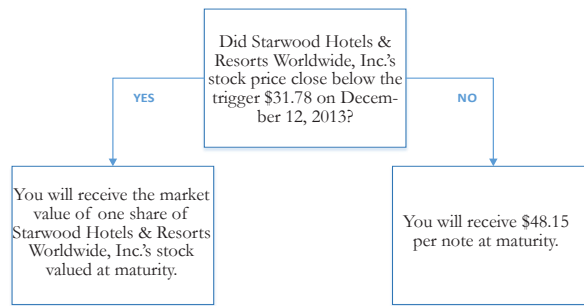 Did Starwood Hotels &
Resorts Worldwide, Inc.'s
stock price close below the
trigger $31.78 on Decem-
ber 12, 2013?
YES
NO
You will receive the market
value of one share of
Starwood Hotels & Resorts
Worldwide, Inc.'s stock
valued at maturity.
You will receive $48.15
per note at maturity.